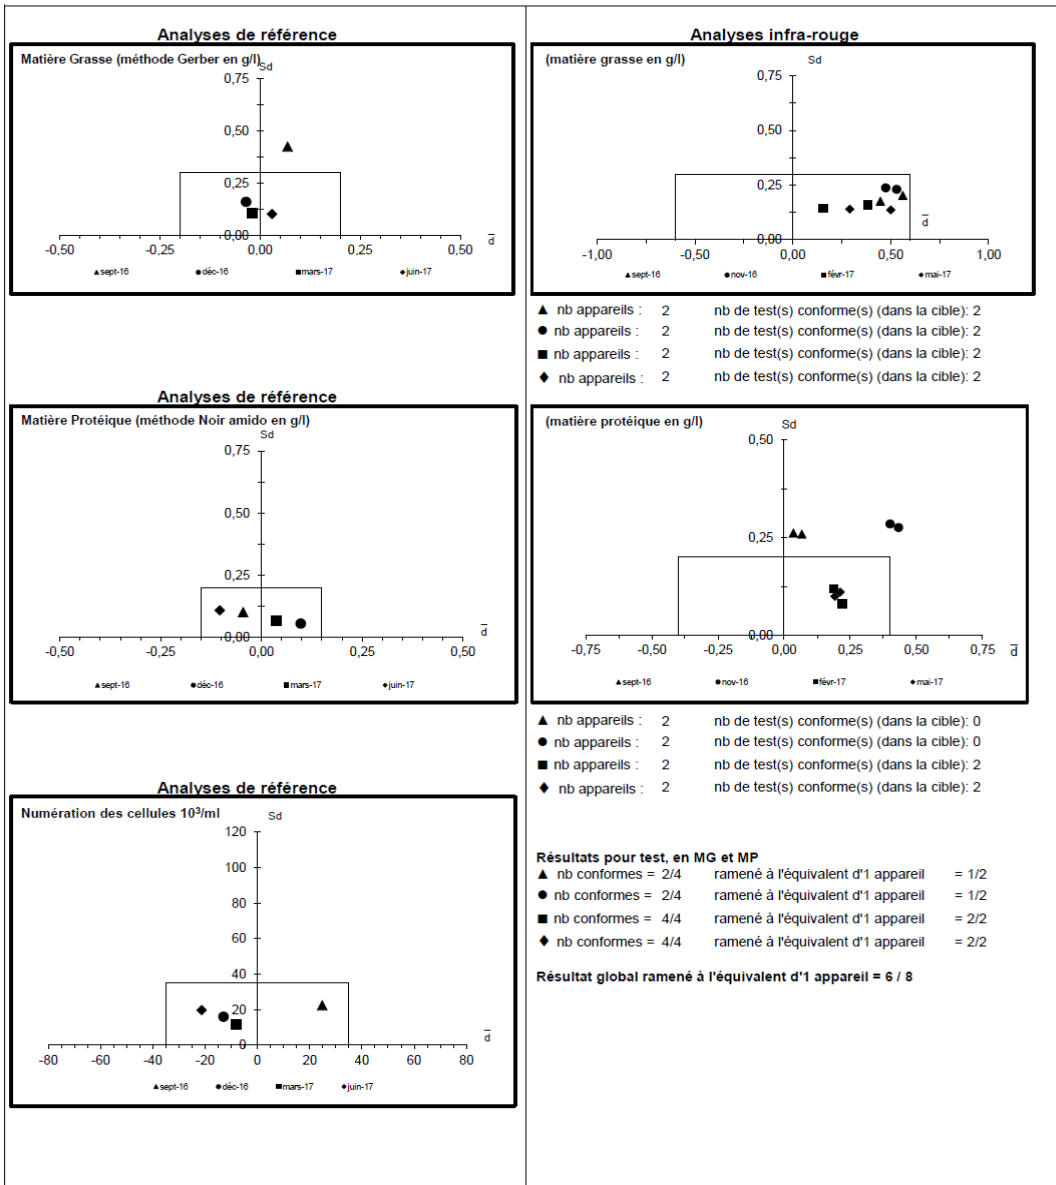 Analyses de référence
Matière Grasse (méthode Gerber en g/l)
Sd
0,75
0,50
0,25
0,00
-0,50 -0,25 0,00 0,25 0,50
d
sept-16 déc-16 mars-17 juin-17
Analyses de référence
Matière Protéique (méthode Noir amido en g/l)
Sd
0,75
0,50
0,25
0,00
-0,50 -0,25 0,00 0,25 0,50
d
sept-16 déc-16 mars-17 juin-17
Analyses de référence
Numération des cellules 10³/ml
Sd
120
100
80
60
40
20
0
-80 -60 -40 -20 0 20 40 60 80
d
sept-16 déc-16 mars-17 juin-17
Analyses infra-rouge
(matière grasse en g/l)
Sd
0,75
0,50
0,25
0,00
-1,00 -0,50 0,00 0,50 1,00
d
sept-16 nov-16 févr-17 mai-17
▲ nb appareils : 2 nb de test(s) conforme(s) (dans la cible): 2
● nb appareils : 2 nb de test(s) conforme(s) (dans la cible): 2
■ nb appareils : 2 nb de test(s) conforme(s) (dans la cible): 2
◆ nb appareils : 2 nb de test(s) conforme(s) (dans la cible): 2
(matière protéique en g/l)
Sd
0,50
0,25
0,00
-0,75 -0,50 -0,25 0,00 0,25 0,50 0,75
d
sept-16 nov-16 févr-17 mai-17
▲ nb appareils : 2 nb de test(s) conforme(s) (dans la cible): 0
● nb appareils : 2 nb de test(s) conforme(s) (dans la cible): 0
■ nb appareils : 2 nb de test(s) conforme(s) (dans la cible): 2
◆ nb appareils : 2 nb de test(s) conforme(s) (dans la cible): 2
Résultats pour test, en MG et MP
▲ nb conformes = 2/4 ramené à l'équivalent d'1 appareil = 1/2
● nb conformes = 2/4 ramené à l'équivalent d'1 appareil = 1/2
■ nb conformes = 4/4 ramené à l'équivalent d'1 appareil = 2/2
◆ nb conformes = 4/4 ramené à l'équivalent d'1 appareil = 2/2
Résultat global ramené à l'équivalent d'1 appareil = 6 / 8